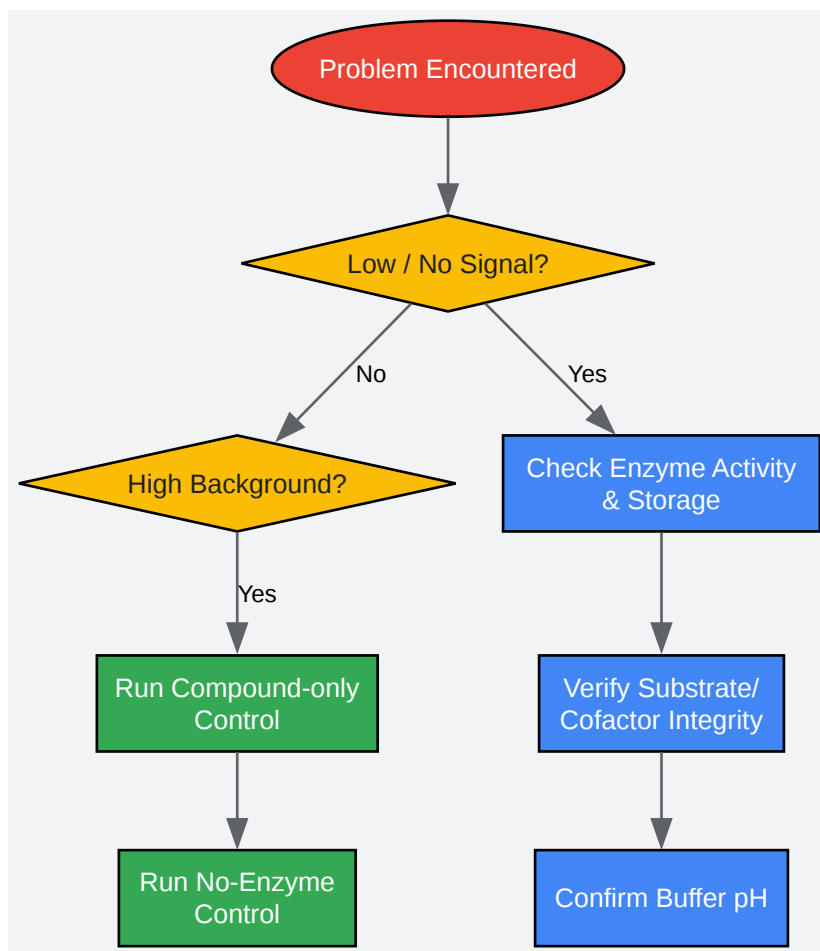 Problem Encountered
Low / No Signal?
No
Yes
High Background?
Check Enzyme Activity
& Storage
Yes
Run Compound-only
Control
Verify Substrate/
Cofactor Integrity
Run No-Enzyme
Control
Confirm Buffer pH